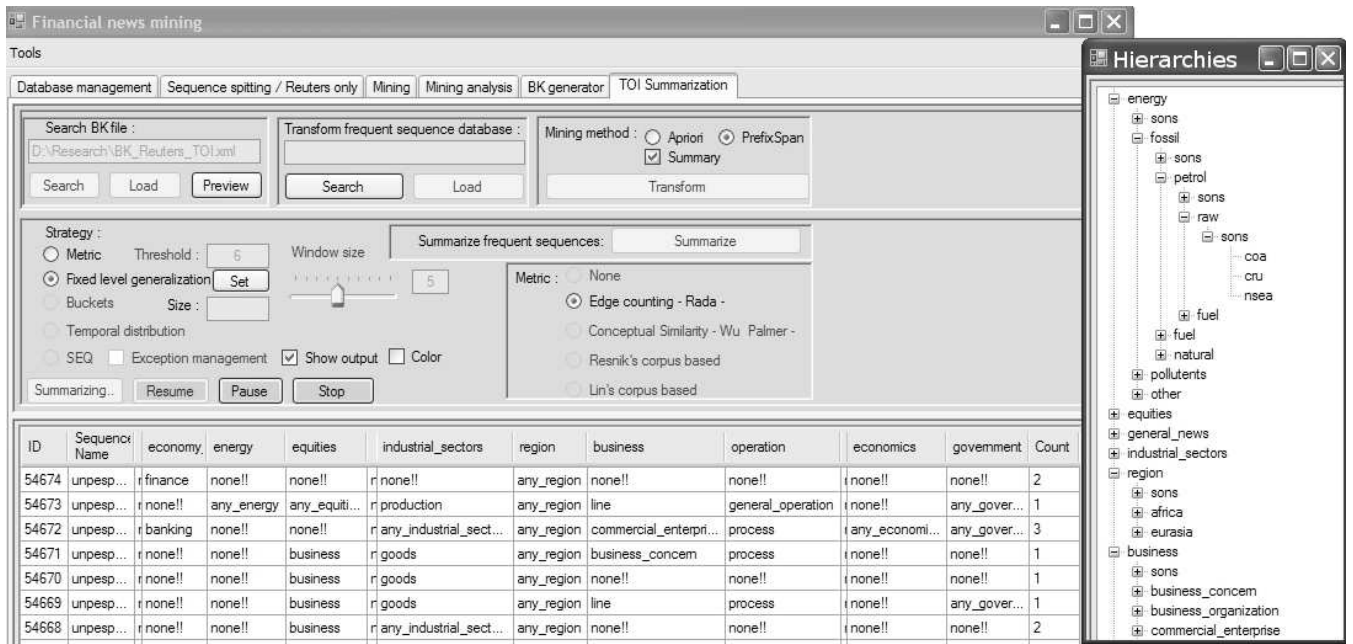 Financial news mining
Tools
Database management Sequence spitting / Reuters only Mining Mining analysis BK generator TOI Summarization
Search BK file :
D:\Research\BK_Reuters_TOI.xml
Search Load Preview
Transform frequent sequence database :
Search Load
Mining method : Apriori PrefixSpan
Summary
Transform
Strategy :
Metric Threshold : 6
Fixed level generalization Set
Buckets Size :
Temporal distribution
SEQ Exception management Show output Color
Summarizing.. Resume Pause Stop
Window size
5
Summarize frequent sequences: Summarize
Metric : None
Edge counting - Rada -
Conceptual Similarity - Wu Palmer -
Resnik's corpus based
Lin's corpus based
ID Sequence Name economy energy equities industrial_sectors region business operation economics government Count
54674 unpesp... r finance none!! none!! n none!! any_region none!! none!! r none!! none!! 2
54673 unpesp... r none!! any_energy any_equiti... n production any_region line general_operation r none!! any_gover... 1
54672 unpesp... r banking none!! none!! n any_industrial_sect... any_region commercial_enterpri... process r any_economi... any_gover... 3
54671 unpesp... r none!! none!! business n goods any_region business_concern process r none!! none!! 1
54670 unpesp... r none!! none!! business n goods any_region none!! none!! r none!! none!! 1
54669 unpesp... r none!! none!! business n goods any_region line process r none!! any_gover... 1
54668 unpesp... r none!! none!! business n any_industrial_sect... any_region none!! none!! r none!! none!! 2
Hierarchies
energy
sons
fossil
sons
petrol
sons
raw
sons
coa
cru
nsea
fuel
fuel
natural
pollutents
other
equities
general_news
industrial_sectors
region
sons
africa
eurasia
business
sons
business_concern
business_organization
commercial_enterprise